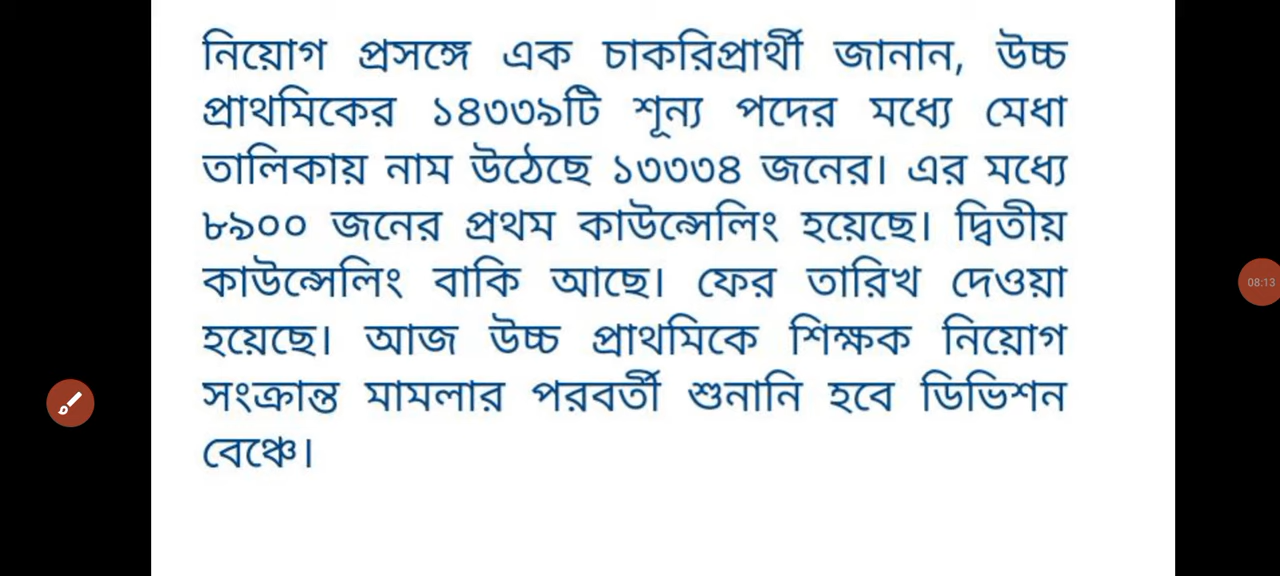 নিয়োগ প্রসঙ্গে এক চাকরিপ্রার্থী জানান, উচ্চ
প্রাথমিকের ১৪৩৩৯টি শূন্য পদের মধ্যে মেধা
তালিকায় নাম উঠেছে ১৩৩৩৪ জনের। এর মধ্যে
৮৯০০ জনের প্রথম কাউন্সেলিং হয়েছে। দ্বিতীয়
কাউন্সেলিং বাকি আছে। ফের তারিখ দেওয়া
হয়েছে। আজ উচ্চ প্রাথমিকে শিক্ষক নিয়োগ
সংক্রান্ত মামলার পরবর্তী শুনানি হবে ডিভিশন
বেঞ্চে।
08:13